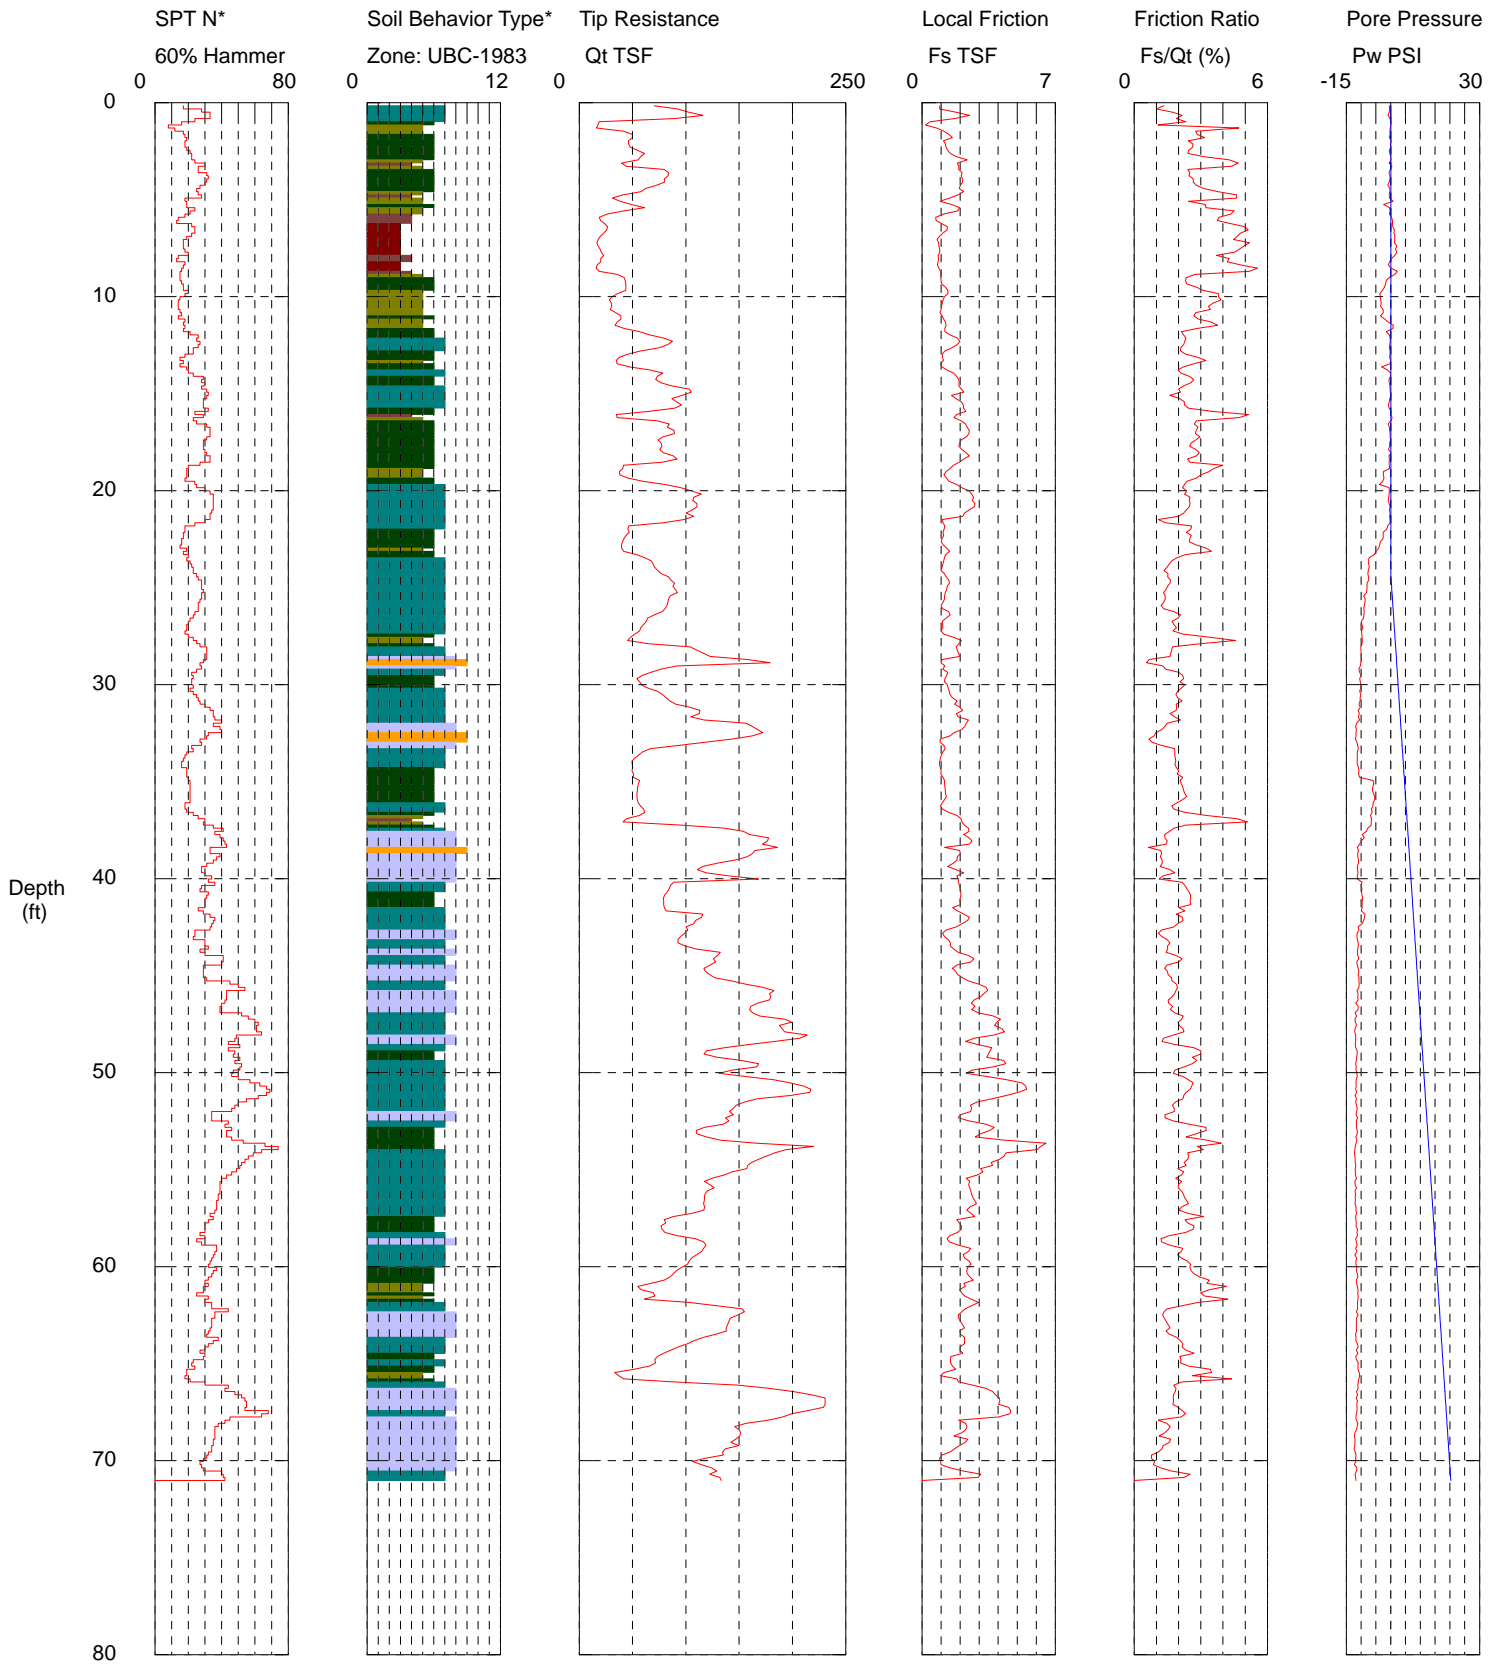 SPT N* Soil Behavior Type* Tip Resistance Local Friction Friction Ratio Pore Pressure
60% Hammer Zone: UBC-1983 Qt TSF Fs TSF Fs/Qt (%) Pw PSI
0 80 0 12 0 250 0 7 0 6 -15 30
0
10
20
30
40
Depth
(ft)
50
60
70
80